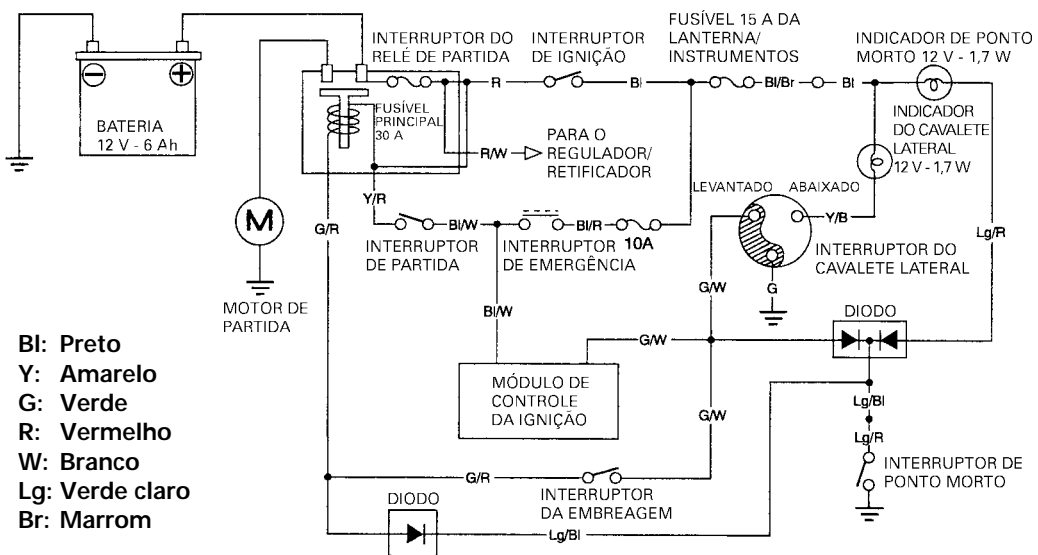 INTERRUPTOR DO
RELÉ DE PARTIDA
INTERRUPTOR
DE IGNIÇÃO
FUSÍVEL 15 A DA
LANTERNA/
INSTRUMENTOS
INDICADOR DE PONTO
MORTO 12 V - 1,7 W
BATERIA
12 V - 6 Ah
FUSÍVEL
PRINCIPAL
30 A
R
Bl
Bl/Br
Bl
INDICADOR
DO CAVALETE
LATERAL
12 V - 1,7 W
R/W
PARA O
REGULADOR/
RETIFICADOR
Y/R
G/R
M
MOTOR DE
PARTIDA
Bl/W
INTERRUPTOR
DE PARTIDA
Bl/R
10A
INTERRUPTOR
DE EMERGÊNCIA
LEVANTADO
ABAIXADO
Y/B
INTERRUPTOR DO
CAVALETE LATERAL
G
G/W
Lg/R
Bl/W
G/W
DIODO
MÓDULO DE
CONTROLE
DA IGNIÇÃO
G/W
Lg/Bl
Lg/R
INTERRUPTOR DE
PONTO MORTO
G/R
INTERRUPTOR
DA EMBREAGEM
DIODO
Lg/Bl
Bl: Preto
Y: Amarelo
G: Verde
R: Vermelho
W: Branco
Lg: Verde claro
Br: Marrom